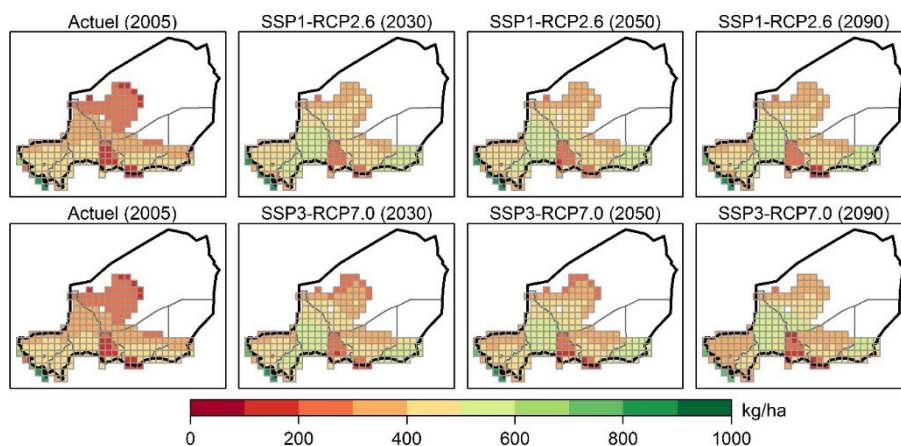 Actuel (2005) SSP1-RCP2.6 (2030) SSP1-RCP2.6 (2050) SSP1-RCP2.6 (2090)
Actuel (2005) SSP3-RCP7.0 (2030) SSP3-RCP7.0 (2050) SSP3-RCP7.0 (2090)
kg/ha
0 200 400 600 800 1000